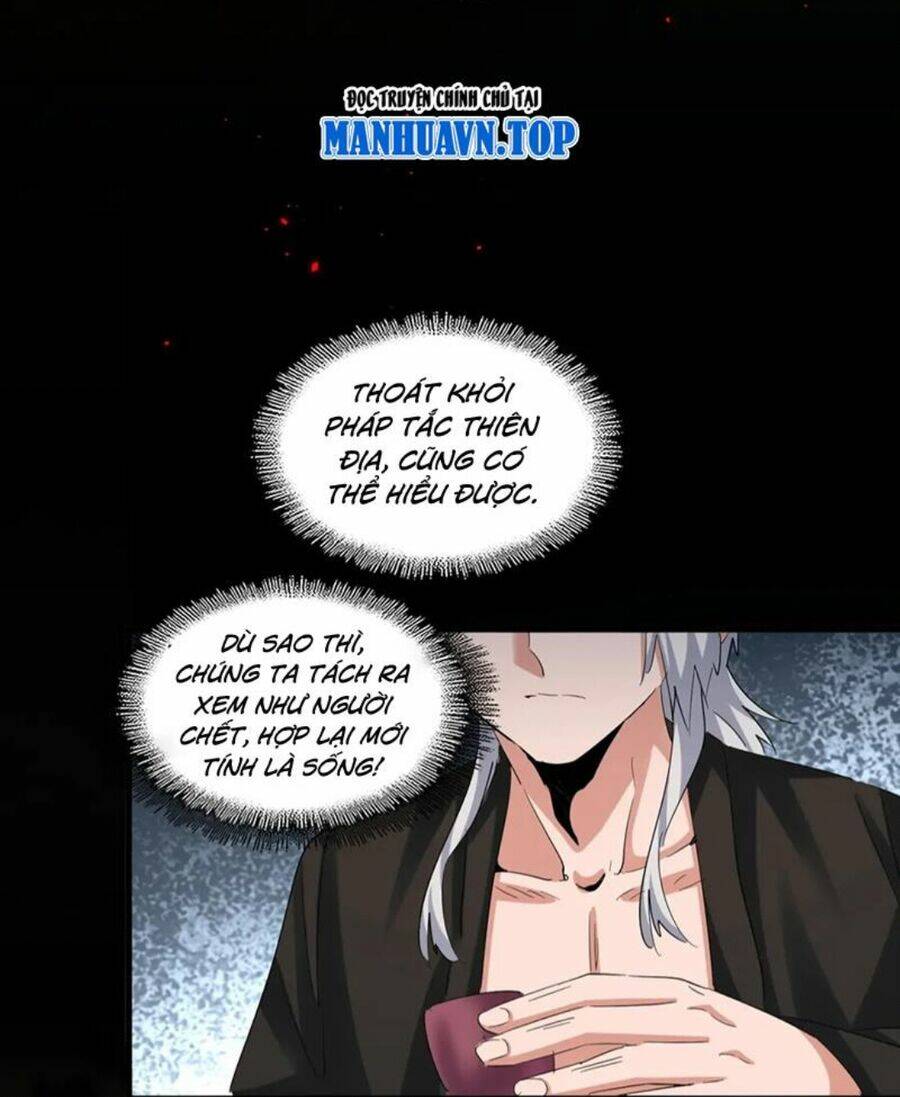 ĐỌC TRUYỆN CHÍNH CHỦ TẠI
MANHUAVN.TOP
THOÁT KHỎI
PHÁP TẮC THIÊN
ĐỊA, CŨNG CÓ
THỂ HIỂU ĐƯỢC.
DÙ SAO THÌ,
CHÚNG TA TÁCH RA
XEM NHƯ NGƯỜI
CHẾT, HỢP LẠI MỚI
TÍNH LÀ SỐNG!